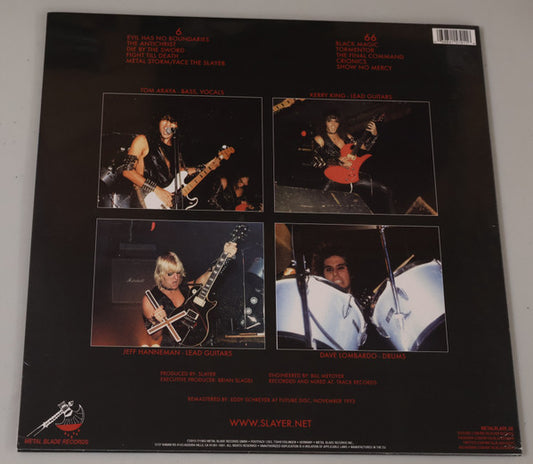 6
EVIL HAS NO BOUNDARIES
THE ANTICHRIST
DIE BY THE SWORD
FIGHT TILL DEATH
METAL STORM/FACE THE SLAYER
66
BLACK MAGIC
TORMENTOR
THE FINAL COMMAND
CRIONICS
SHOW NO MERCY
TOM ARAYA - BASS, VOCALS
KERRY KING - LEAD GUITARS
Marshall
JEFF HANNEMAN - LEAD GUITARS
DAVE LOMBARDO - DRUMS
PRODUCED BY: SLAYER
EXECUTIVE PRODUCER: BRIAN SLAGEL
ENGINEERED BY: BILL METOYER
RECORDED AND MIXED AT: TRACK RECORDS
REMASTERED BY: EDDY SCHREYER AT FUTURE DISC, NOVEMBER 1993
WWW.SLAYER.NET
METAL BLADE RECORDS